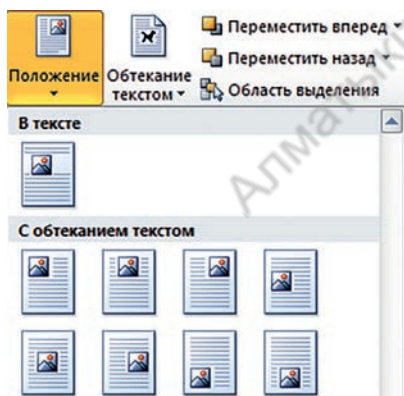 Положение
Обтекание текстом
Переместить вперед
Переместить назад
Область выделения
В тексте
С обтеканием текстом